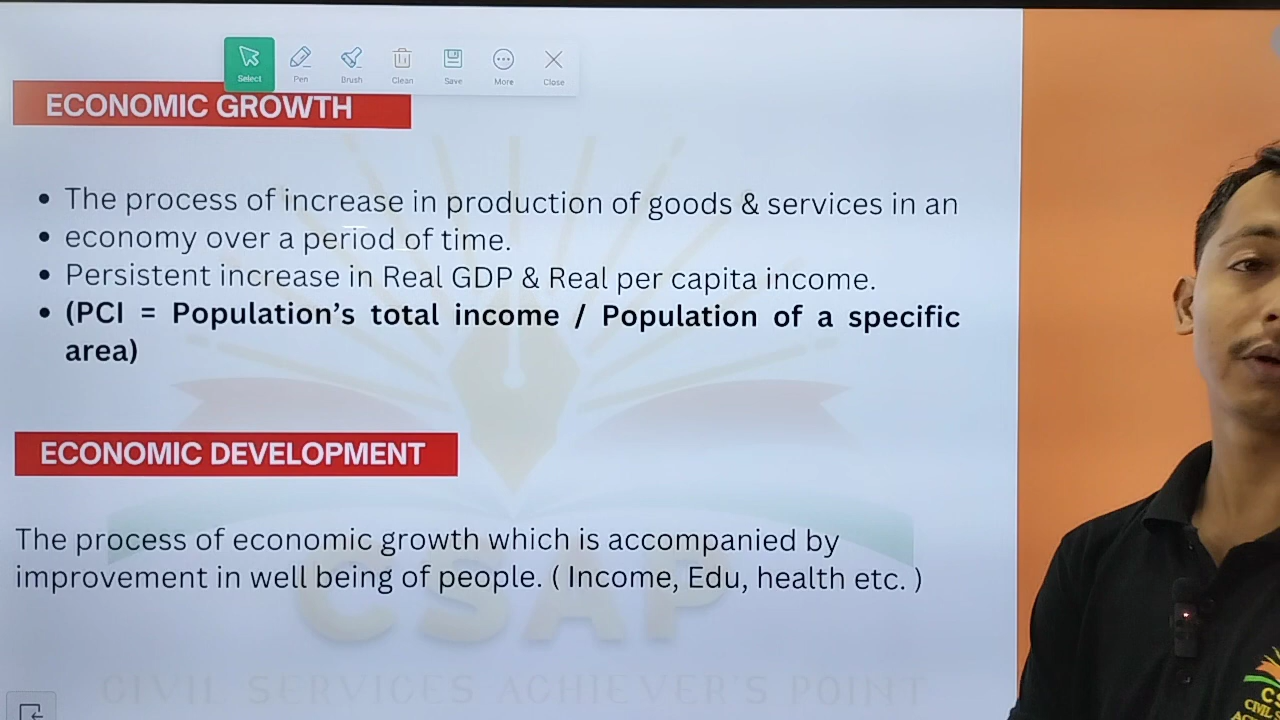 Select Pen Brush Clean Save More Close
ECONOMIC GROWTH
• The process of increase in production of goods & services in an
• economy over a period of time.
• Persistent increase in Real GDP & Real per capita income.
• (PCI = Population's total income / Population of a specific
area)
ECONOMIC DEVELOPMENT
The process of economic growth which is accompanied by
improvement in well being of people. ( Income, Edu, health etc. )
CSAP
CIVIL SERVICES ACHIEVER'S POINT
CIVIL